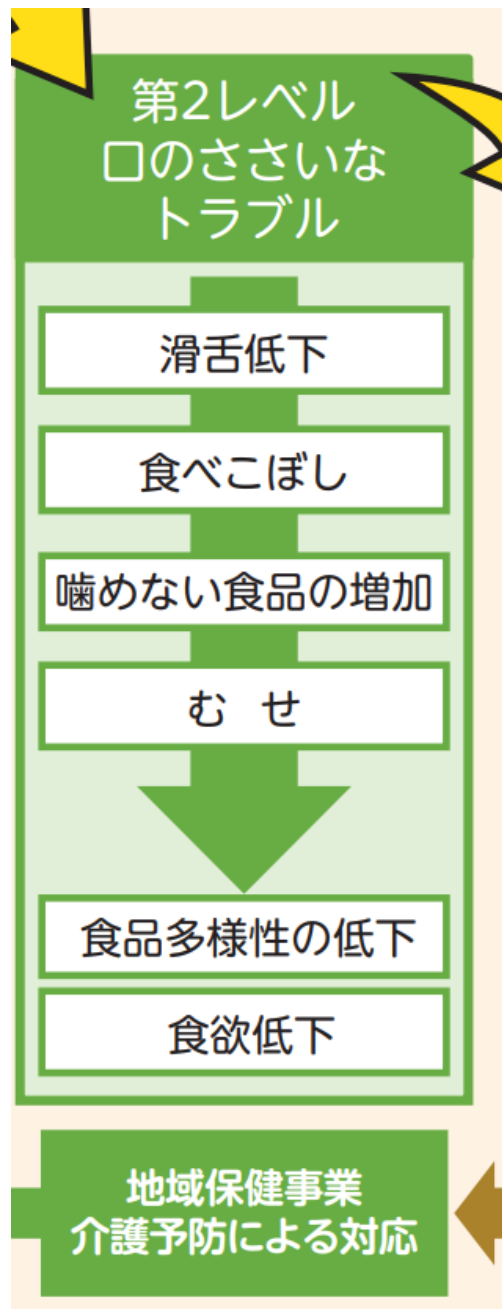 第2レベル
口のささいな
トラブル
滑舌低下
食べこぼし
噛めない食品の増加
むせ
食品多様性の低下
食欲低下
地域保健事業
介護予防による対応